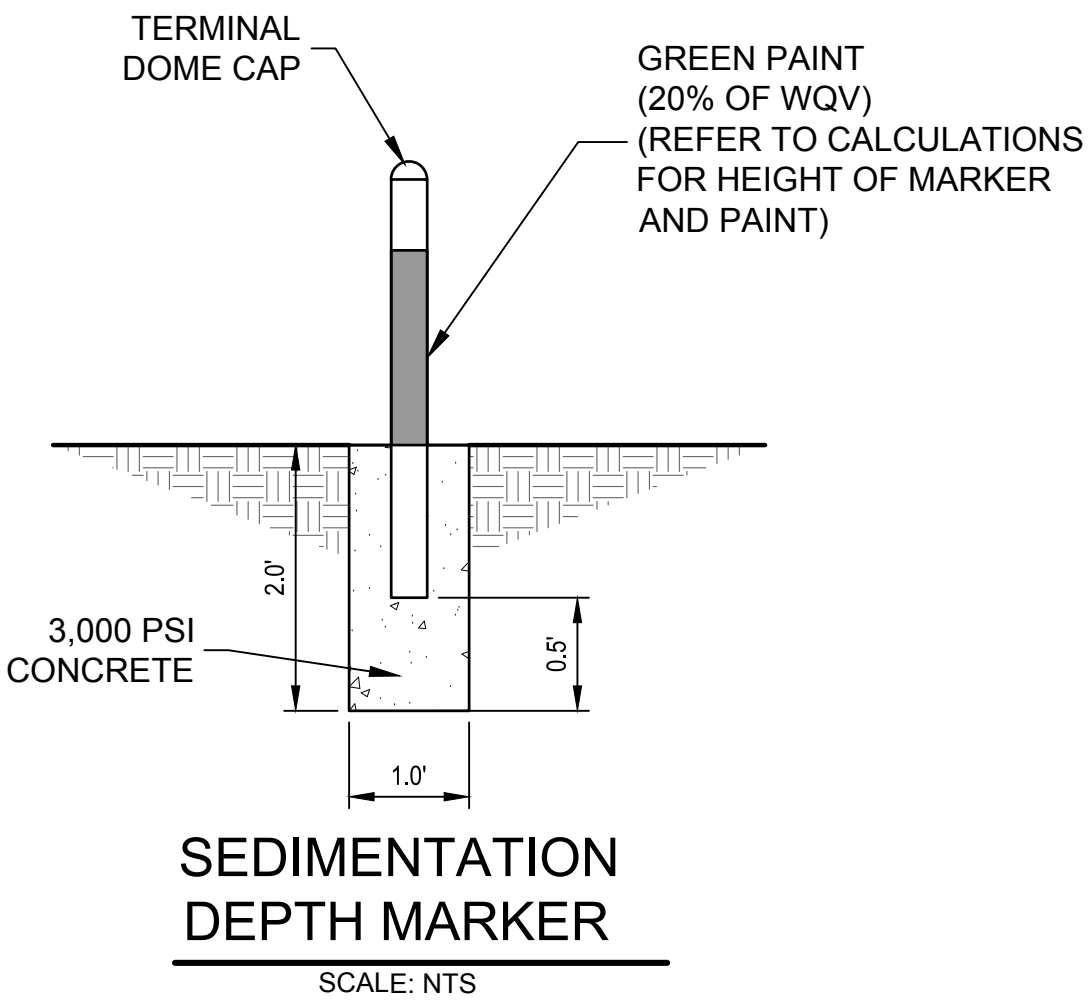 TERMINAL
DOME CAP
GREEN PAINT
(20% OF WQV)
(REFER TO CALCULATIONS
FOR HEIGHT OF MARKER
AND PAINT)
2.0'
3,000 PSI
CONCRETE
0.5'
1.0'
SEDIMENTATION
DEPTH MARKER
SCALE: NTS